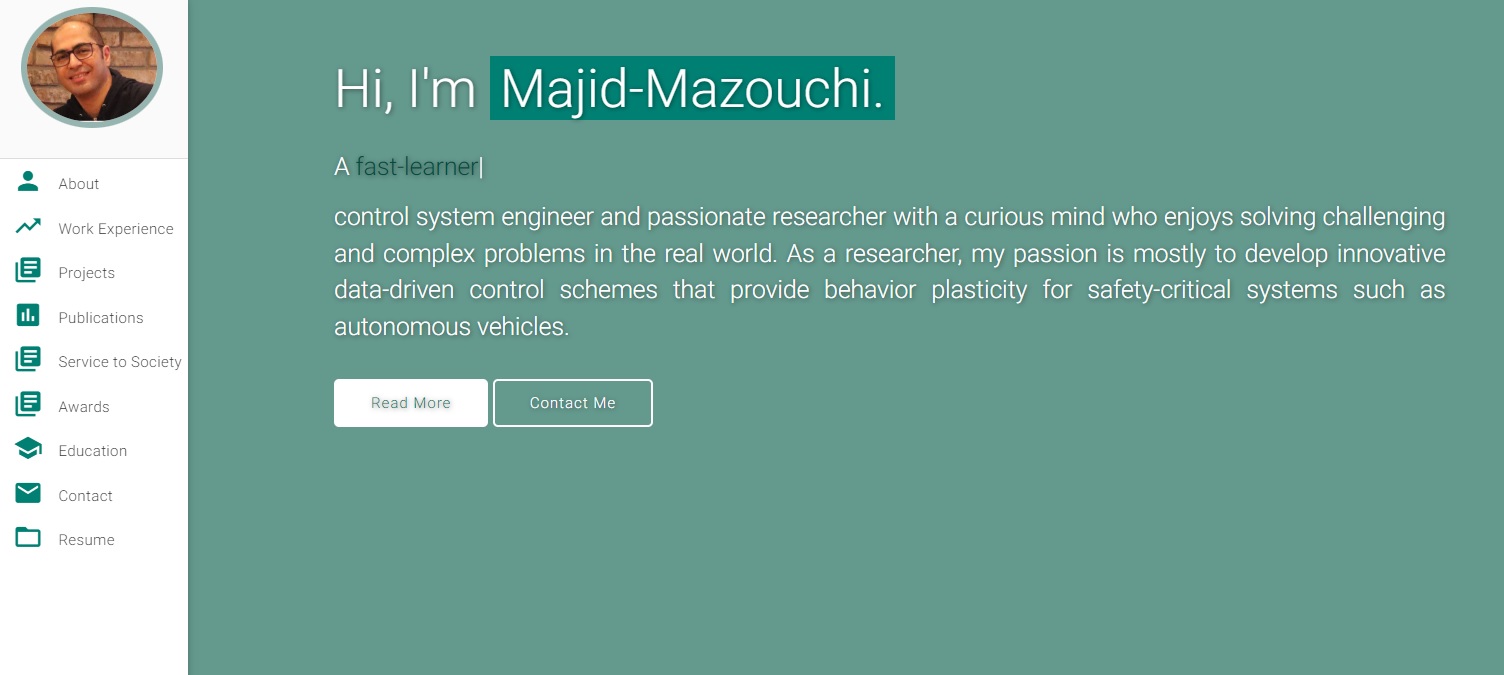 About
Work Experience
Projects
Publications
Service to Society
Awards
Education
Contact
Resume
Hi, I'm Majid-Mazouchi.
A fast-learner|
control system engineer and passionate researcher with a curious mind who enjoys solving challenging
and complex problems in the real world. As a researcher, my passion is mostly to develop innovative
data-driven control schemes that provide behavior plasticity for safety-critical systems such as
autonomous vehicles.
Read More
Contact Me